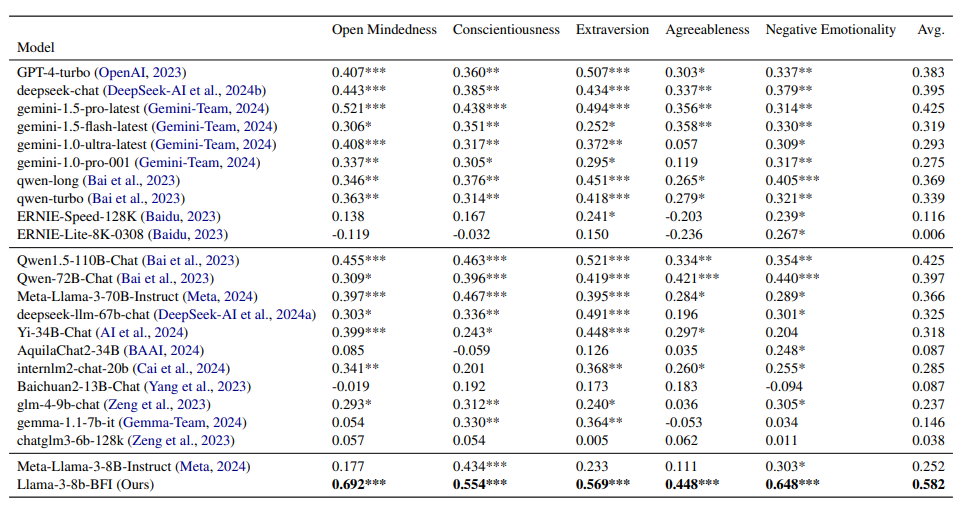 Model Open Mindedness Conscientiousness Extraversion Agreeableness Negative Emotionality Avg.
GPT-4-turbo (OpenAI, 2023) 0.407*** 0.360** 0.507*** 0.303* 0.337** 0.383
deepseek-chat (DeepSeek-AI et al., 2024b) 0.443*** 0.385** 0.434*** 0.337** 0.379** 0.395
gemini-1.5-pro-latest (Gemini-Team, 2024) 0.521*** 0.438*** 0.494*** 0.356** 0.314** 0.425
gemini-1.5-flash-latest (Gemini-Team, 2024) 0.306* 0.351** 0.252* 0.358** 0.330** 0.319
gemini-1.0-ultra-latest (Gemini-Team, 2024) 0.408*** 0.317** 0.372** 0.057 0.309* 0.293
gemini-1.0-pro-001 (Gemini-Team, 2024) 0.337** 0.305* 0.295* 0.119 0.317** 0.275
qwen-long (Bai et al., 2023) 0.346** 0.376** 0.451*** 0.265* 0.405*** 0.369
qwen-turbo (Bai et al., 2023) 0.363** 0.314** 0.418*** 0.279* 0.321** 0.339
ERNIE-Speed-128K (Baidu, 2023) 0.138 0.167 0.241* -0.203 0.239* 0.116
ERNIE-Lite-8K-0308 (Baidu, 2023) -0.119 -0.032 0.150 -0.236 0.267* 0.006
Qwen1.5-110B-Chat (Bai et al., 2023) 0.455*** 0.463*** 0.521*** 0.334** 0.354** 0.425
Qwen-72B-Chat (Bai et al., 2023) 0.309* 0.396*** 0.419*** 0.421*** 0.440*** 0.397
Meta-Llama-3-70B-Instruct (Meta, 2024) 0.397*** 0.467*** 0.395*** 0.284* 0.289* 0.366
deepseek-llm-67b-chat (DeepSeek-AI et al., 2024a) 0.303* 0.336** 0.491*** 0.196 0.301* 0.325
Yi-34B-Chat (AI et al., 2024) 0.399*** 0.243* 0.448*** 0.297* 0.204 0.318
AquilaChat2-34B (BAAI, 2024) 0.085 -0.059 0.126 0.035 0.248* 0.087
internlm2-chat-20b (Cai et al., 2024) 0.341** 0.201 0.368** 0.260* 0.255* 0.285
Baichuan2-13B-Chat (Yang et al., 2023) -0.019 0.192 0.173 0.183 -0.094 0.087
glm-4-9b-chat (Zeng et al., 2023) 0.293* 0.312** 0.240* 0.036 0.305* 0.237
gemma-1.1-7b-it (Gemma-Team, 2024) 0.054 0.330** 0.364** -0.053 0.034 0.146
chatglm3-6b-128k (Zeng et al., 2023) 0.057 0.054 0.005 0.062 0.011 0.038
Meta-Llama-3-8B-Instruct (Meta, 2024) 0.177 0.434*** 0.233 0.111 0.303* 0.252
Llama-3-8b-BFI (Ours) 0.692*** 0.554*** 0.569*** 0.448*** 0.648*** 0.582